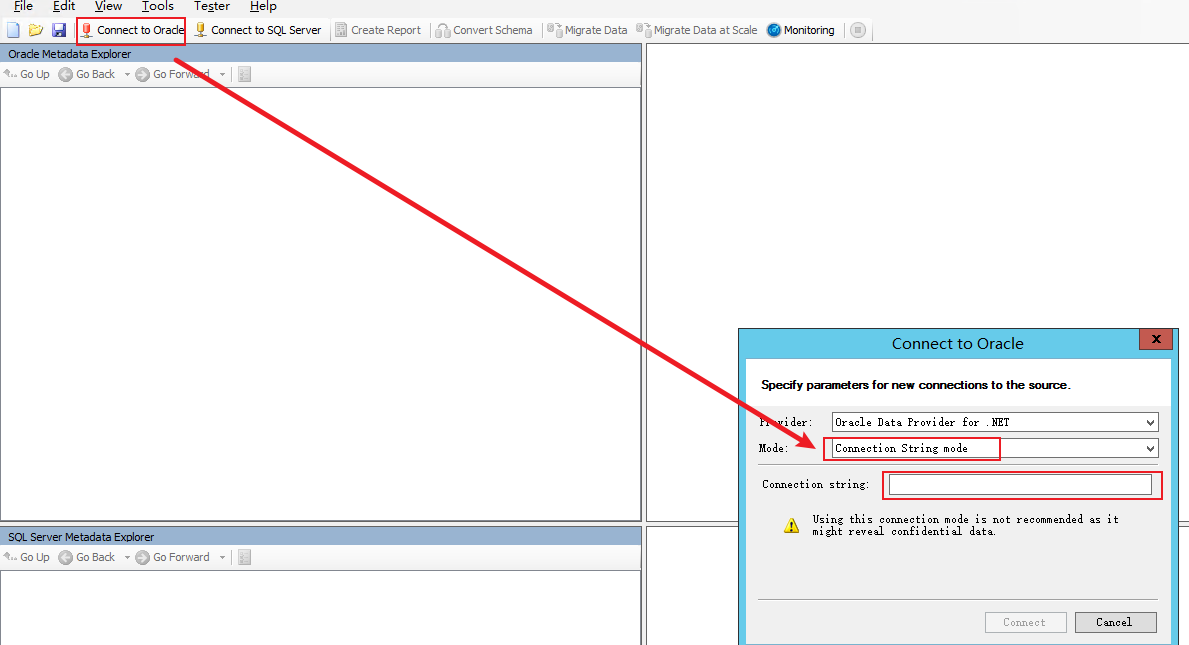 File Edit View Tools Tester Help
Connect to Oracle Connect to SQL Server Create Report Convert Schema Migrate Data Migrate Data at Scale Monitoring
Oracle Metadata Explorer
Go Up Go Back Go Forward
Connect to Oracle
X
Specify parameters for new connections to the source.
Provider: Oracle Data Provider for .NET
Mode: Connection String mode
Connection string:
Using this connection mode is not recommended as it
might reveal confidential data.
Connect Cancel
SQL Server Metadata Explorer
Go Up Go Back Go Forward